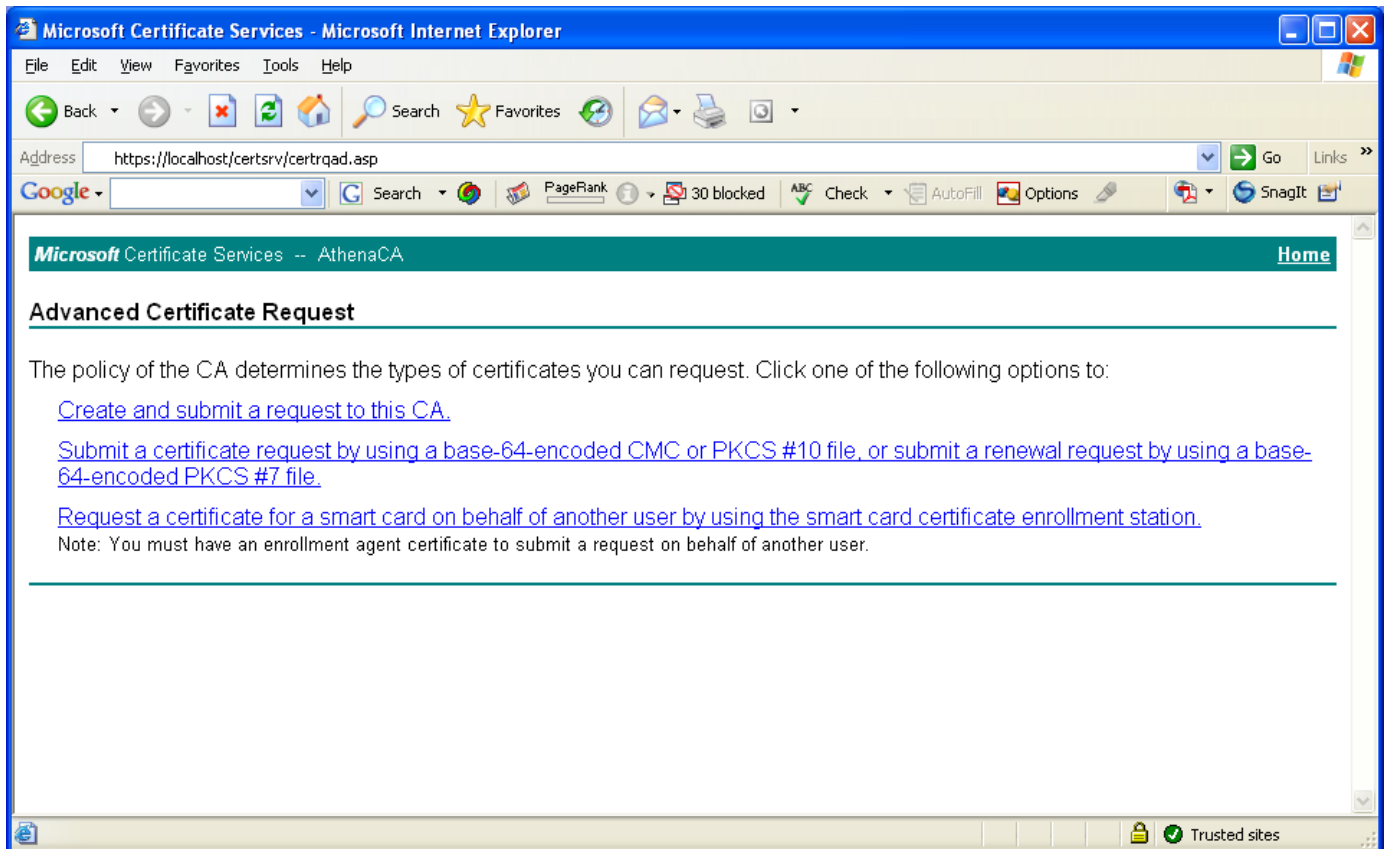 Microsoft Certificate Services - Microsoft Internet Explorer
File Edit View Favorites Tools Help
Back Search Favorites
Address https://localhost/certsrv/certrqad.asp Go Links »
Google Search PageRank 30 blocked ABC Check AutoFill Options SnagIt
Microsoft Certificate Services -- AthenaCA Home
Advanced Certificate Request
The policy of the CA determines the types of certificates you can request. Click one of the following options to:
Create and submit a request to this CA.
Submit a certificate request by using a base-64-encoded CMC or PKCS #10 file, or submit a renewal request by using a base-
64-encoded PKCS #7 file.
Request a certificate for a smart card on behalf of another user by using the smart card certificate enrollment station.
Note: You must have an enrollment agent certificate to submit a request on behalf of another user.
Trusted sites